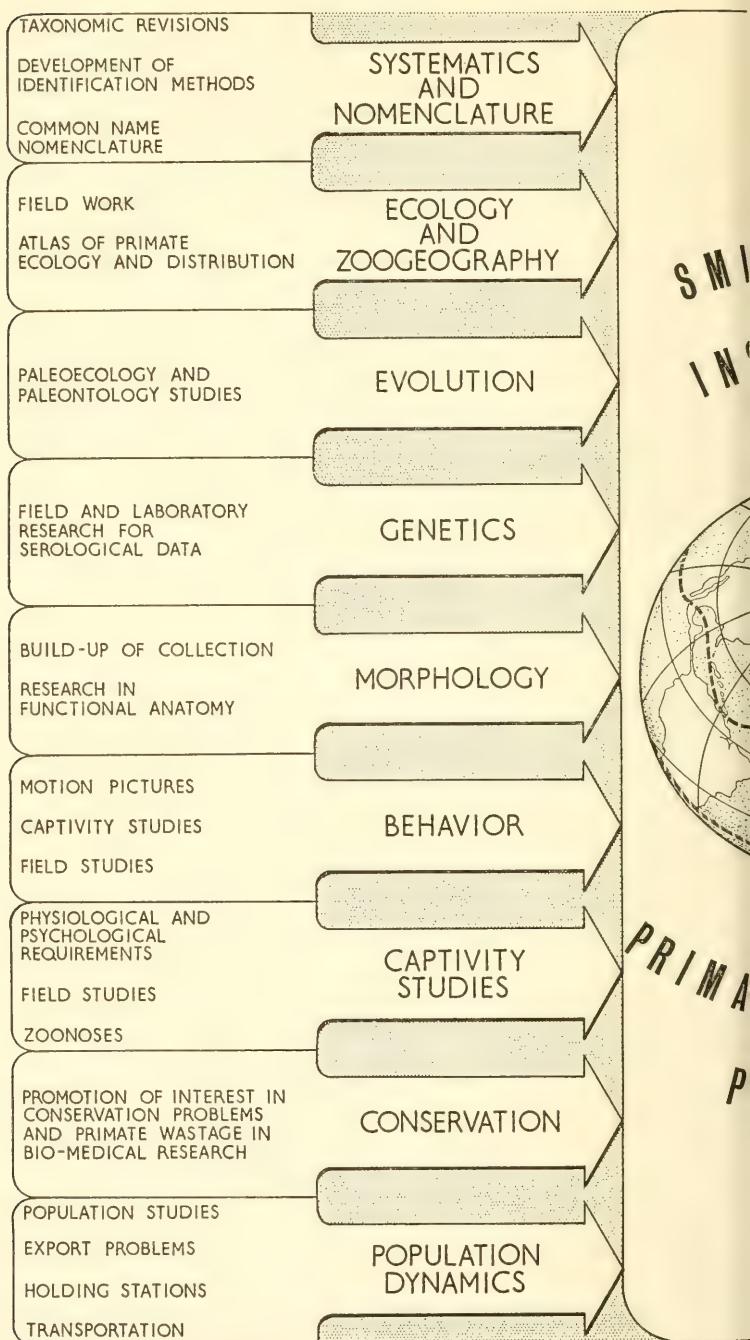 TAXONOMIC REVISIONS
DEVELOPMENT OF
IDENTIFICATION METHODS
COMMON NAME
NOMENCLATURE
SYSTEMATICS
AND
NOMENCLATURE
FIELD WORK
ATLAS OF PRIMATE
ECOLOGY AND DISTRIBUTION
ECOLOGY
AND
ZOOGEOGRAPHY
PALEOECOLOGY AND
PALEONTOLOGY STUDIES
EVOLUTION
FIELD AND LABORATORY
RESEARCH FOR
SEROLOGICAL DATA
GENETICS
BUILD-UP OF COLLECTION
RESEARCH IN
FUNCTIONAL ANATOMY
MORPHOLOGY
MOTION PICTURES
CAPTIVITY STUDIES
FIELD STUDIES
BEHAVIOR
PHYSIOLOGICAL AND
PSYCHOLOGICAL
REQUIREMENTS
FIELD STUDIES
ZOONOSES
CAPTIVITY
STUDIES
PROMOTION OF INTEREST IN
CONSERVATION PROBLEMS
AND PRIMATE WASTAGE IN
BIO-MEDICAL RESEARCH
CONSERVATION
POPULATION STUDIES
EXPORT PROBLEMS
HOLDING STATIONS
TRANSPORTATION
POPULATION
DYNAMICS
SMI
INS
PRIMA
P